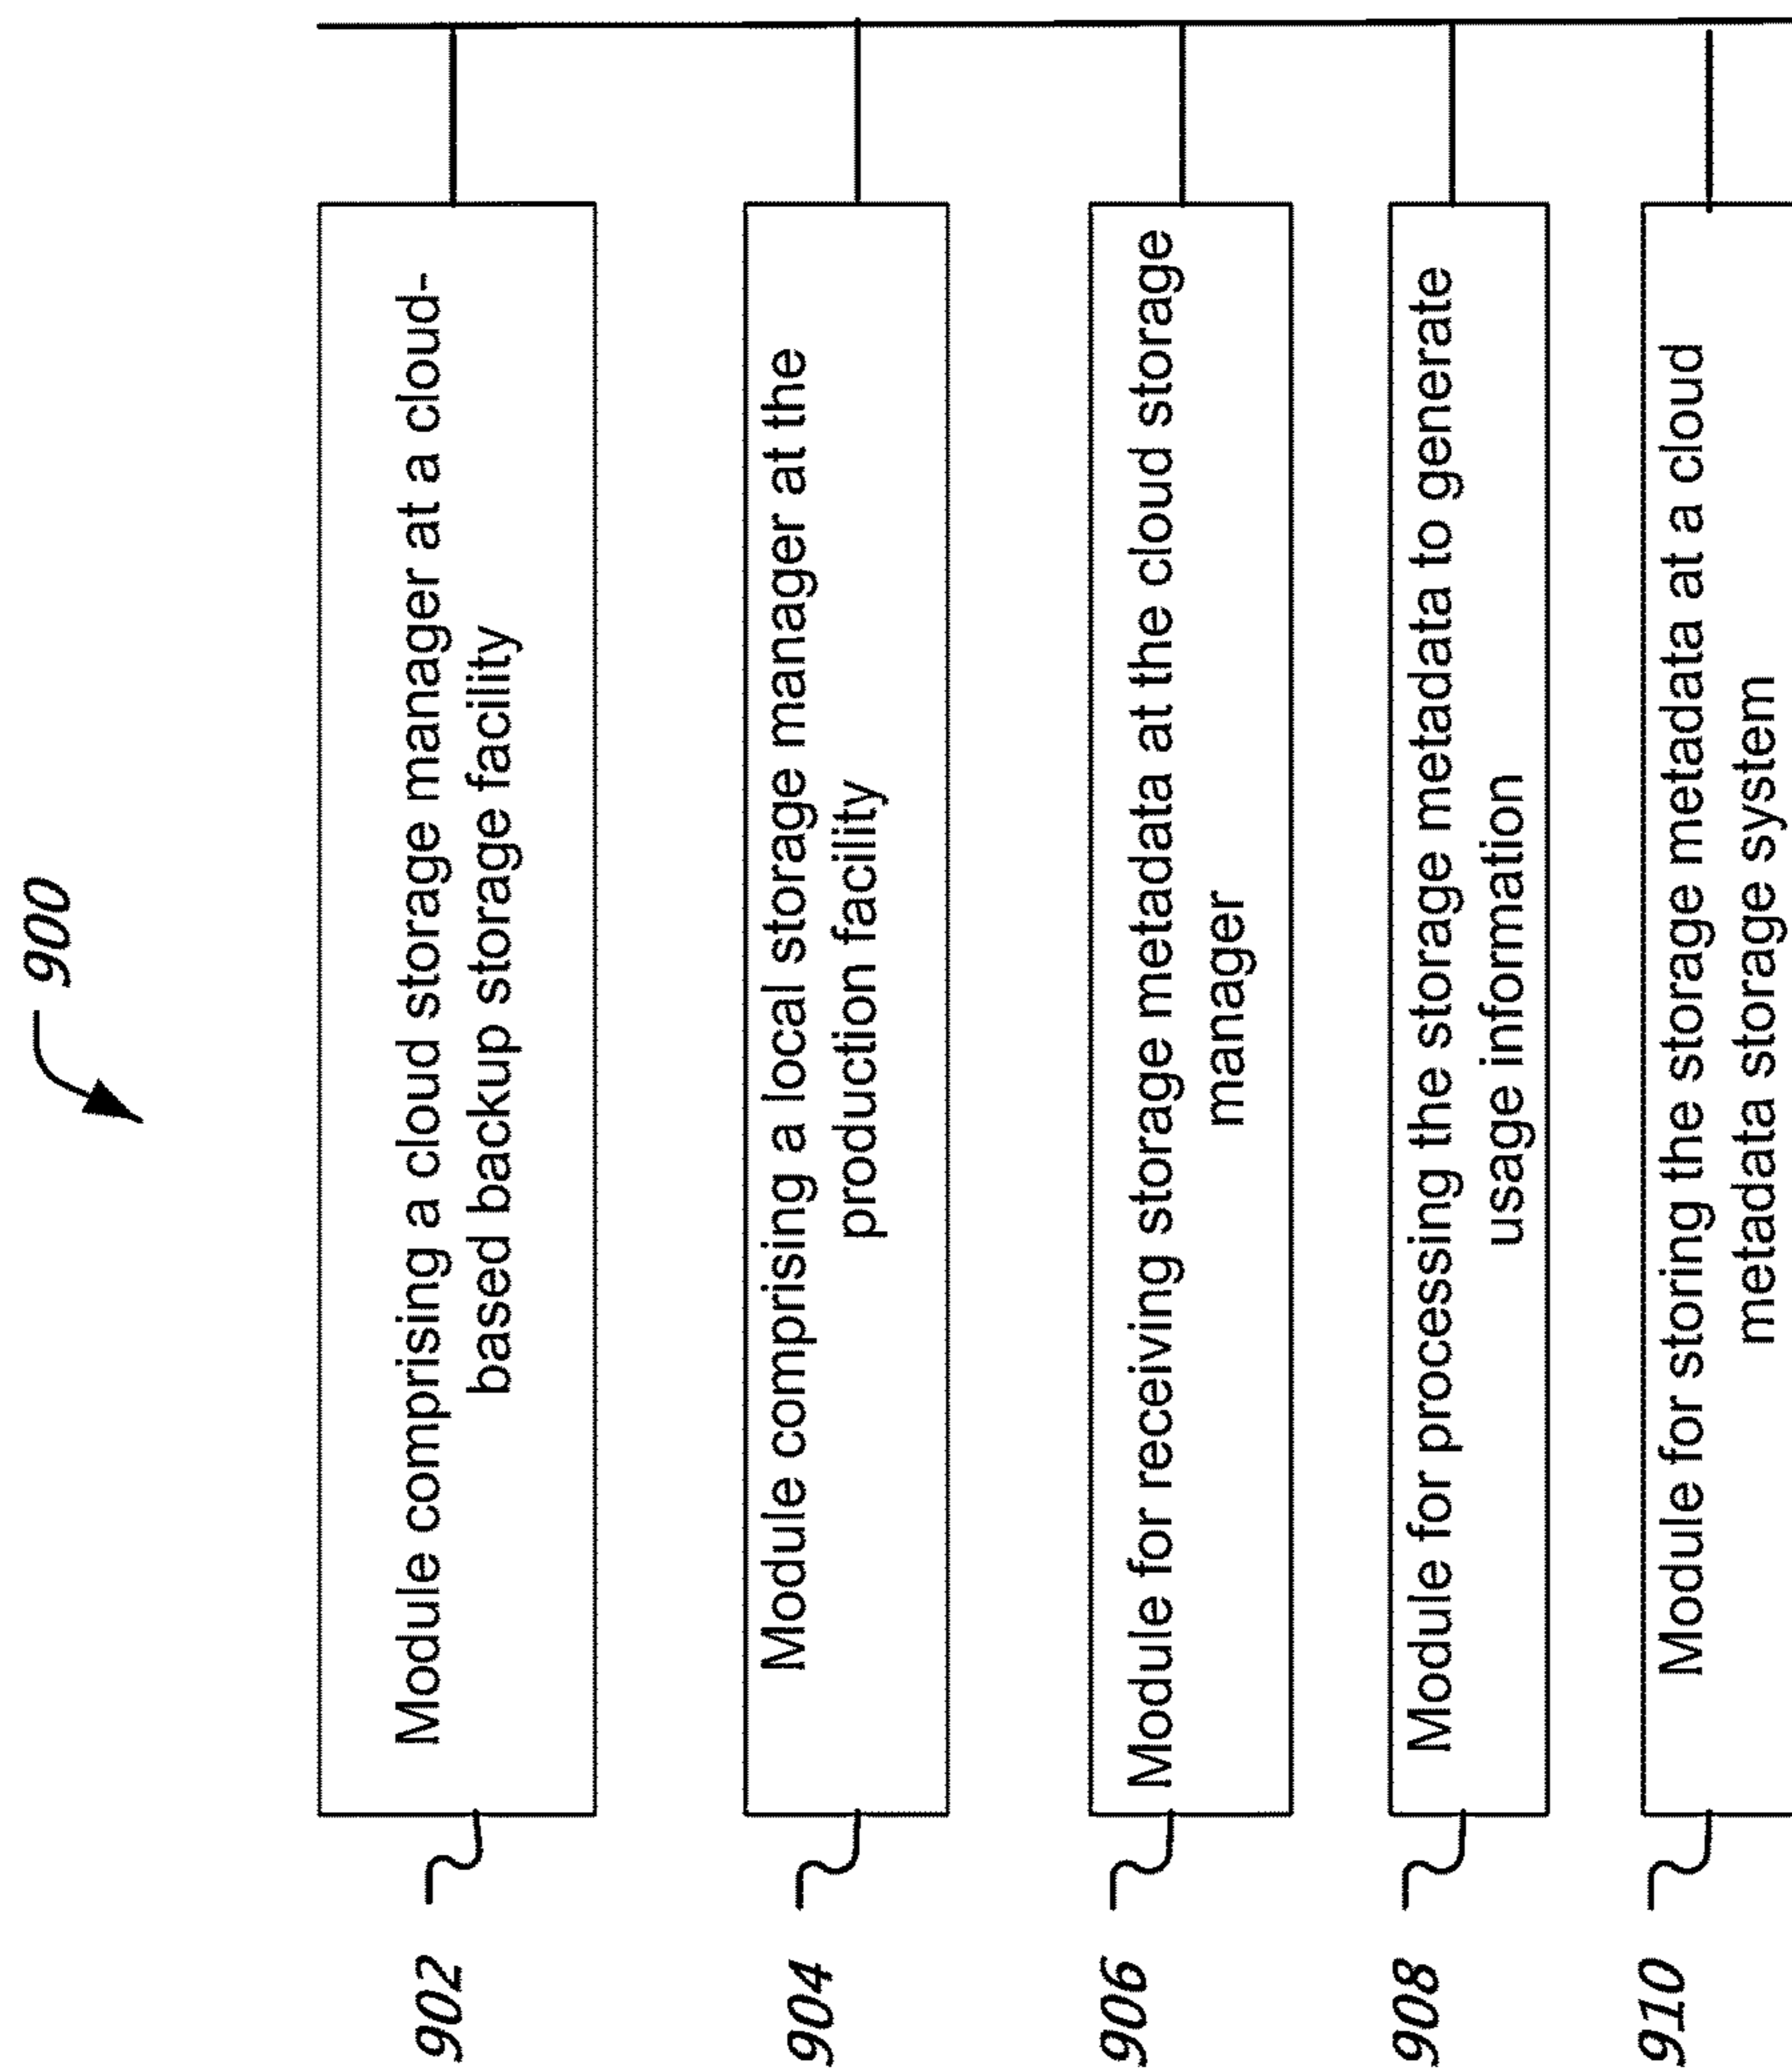 900
902
Module comprising a cloud storage manager at a cloud-
based backup storage facility
904
Module comprising a local storage manager at the
production facility
906
Module for receiving storage metadata at the cloud storage
manager
908
Module for processing the storage metadata to generate
usage information
910
Module for storing the storage metadata at a cloud
metadata storage system